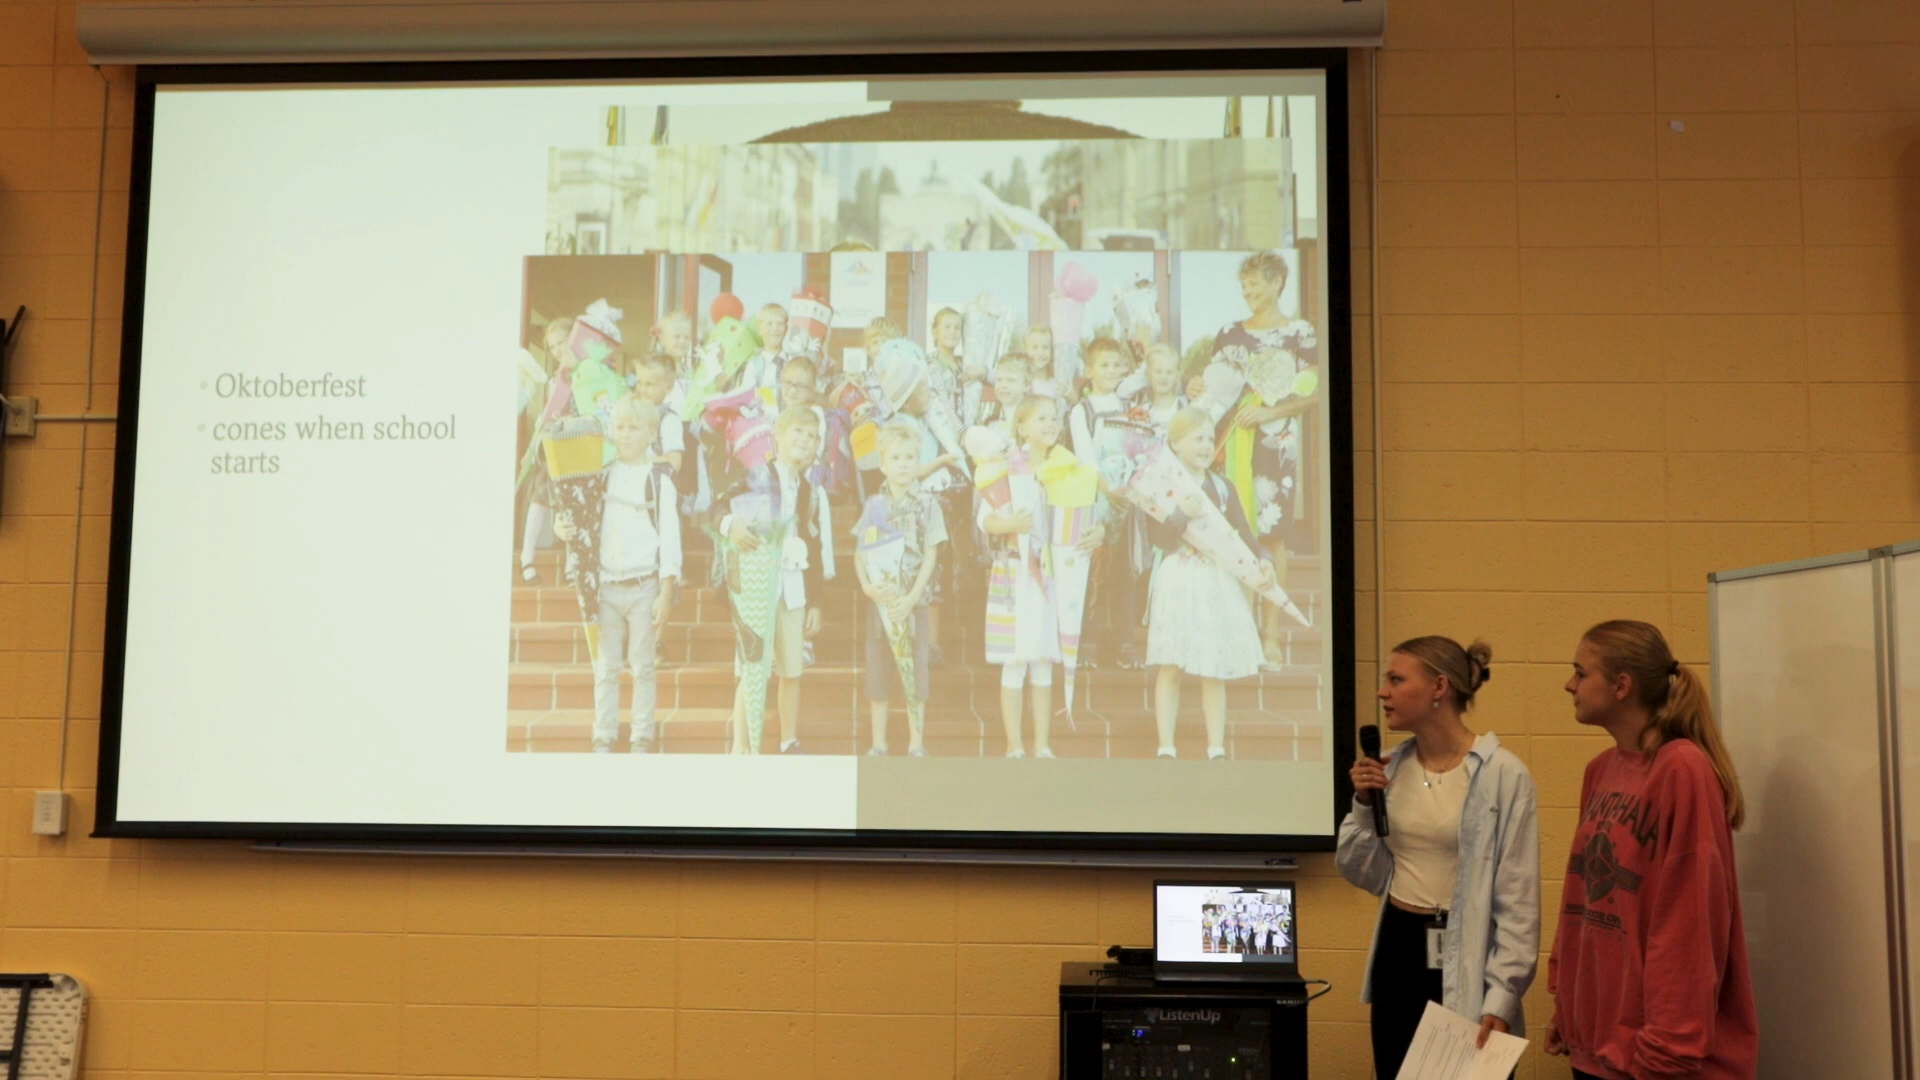 • Oktoberfest
• cones when school
starts
ListenUp